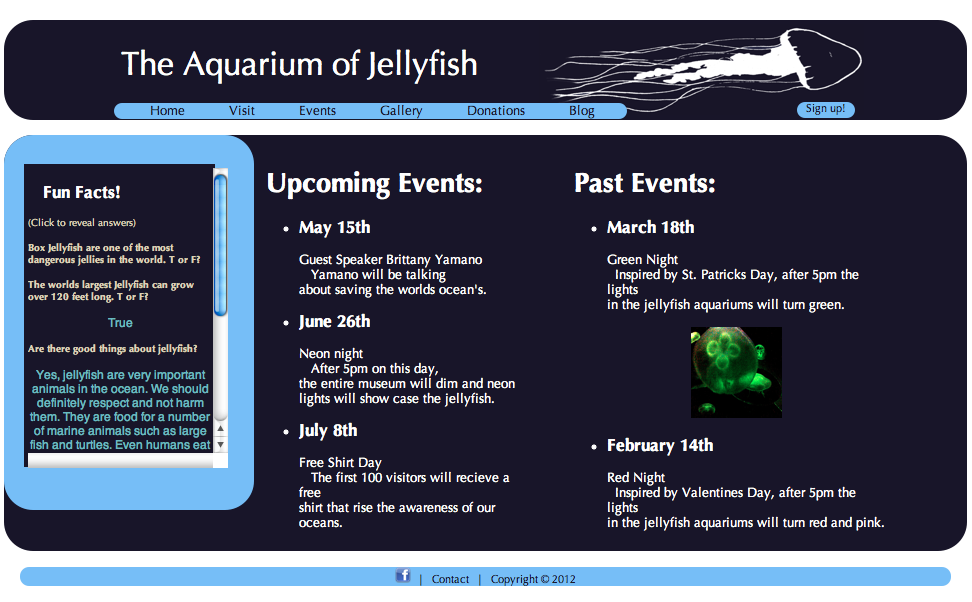 The Aquarium of Jellyfish
Home Visit Events Gallery Donations Blog
Sign up!
Fun Facts!
(Click to reveal answers)
Box Jellyfish are one of the most
dangerous jellies in the world. T or F?
The worlds largest Jellyfish can grow
over 120 feet long. T or F?
True
Are there good things about jellyfish?
Yes, jellyfish are very important
animals in the ocean. We should
definitely respect and not harm
them. They are food for a number
of marine animals such as large
fish and turtles. Even humans eat
Upcoming Events:
• May 15th
Guest Speaker Brittany Yamano
Yamano will be talking
about saving the worlds ocean's.
• June 26th
Neon night
After 5pm on this day,
the entire museum will dim and neon
lights will show case the jellyfish.
• July 8th
Free Shirt Day
The first 100 visitors will recieve a
free
shirt that rise the awareness of our
oceans.
Past Events:
• March 18th
Green Night
Inspired by St. Patricks Day, after 5pm the
lights
in the jellyfish aquariums will turn green.
• February 14th
Red Night
Inspired by Valentines Day, after 5pm the
lights
in the jellyfish aquariums will turn red and pink.
f | Contact | Copyright © 2012